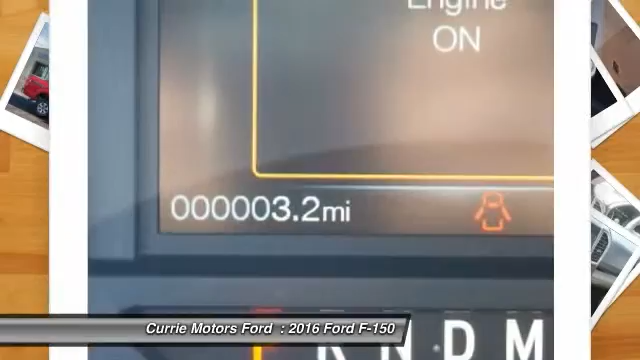 Engine
ON
000003.2mi
R N D M
Currie Motors Ford : 2016 Ford F-150